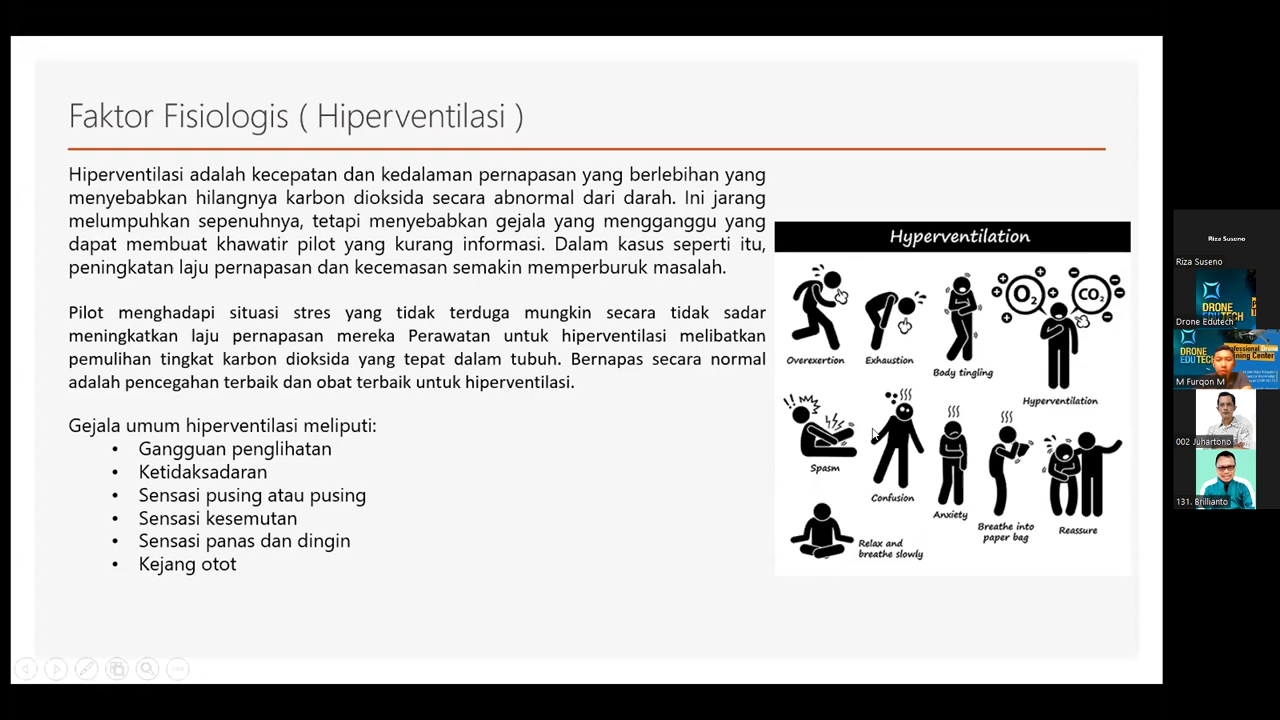 Faktor Fisiologis ( Hiperventilasi )
Hiperventilasi adalah kecepatan dan kedalaman pernapasan yang berlebihan yang
menyebabkan hilangnya karbon dioksida secara abnormal dari darah. Ini jarang
melumpuhkan sepenuhnya, tetapi menyebabkan gejala yang mengganggu yang
dapat membuat khawatir pilot yang kurang informasi. Dalam kasus seperti itu,
peningkatan laju pernapasan dan kecemasan semakin memperburuk masalah.
Pilot menghadapi situasi stres yang tidak terduga mungkin secara tidak sadar
meningkatkan laju pernapasan mereka Perawatan untuk hiperventilasi melibatkan
pemulihan tingkat karbon dioksida yang tepat dalam tubuh. Bernapas secara normal
adalah pencegahan terbaik dan obat terbaik untuk hiperventilasi.
Gejala umum hiperventilasi meliputi:
• Gangguan penglihatan
• Ketidaksadaran
• Sensasi pusing atau pusing
• Sensasi kesemutan
• Sensasi panas dan dingin
• Kejang otot
Hyperventilation
O2
CO2
Overexertion
Exhaustion
Body tingling
Hyperventilation
Spasm
Confusion
Anxiety
Breathe into
paper bag
Reassure
Relax and
breathe slowly
Riza Suseno
Riza Suseno
DRONE
EDUTECH
Drone Edutech
DRONE
EDUTECH
Professional Drone
Training Center
M Furqon M
002 Juhartono
131. Brillianto